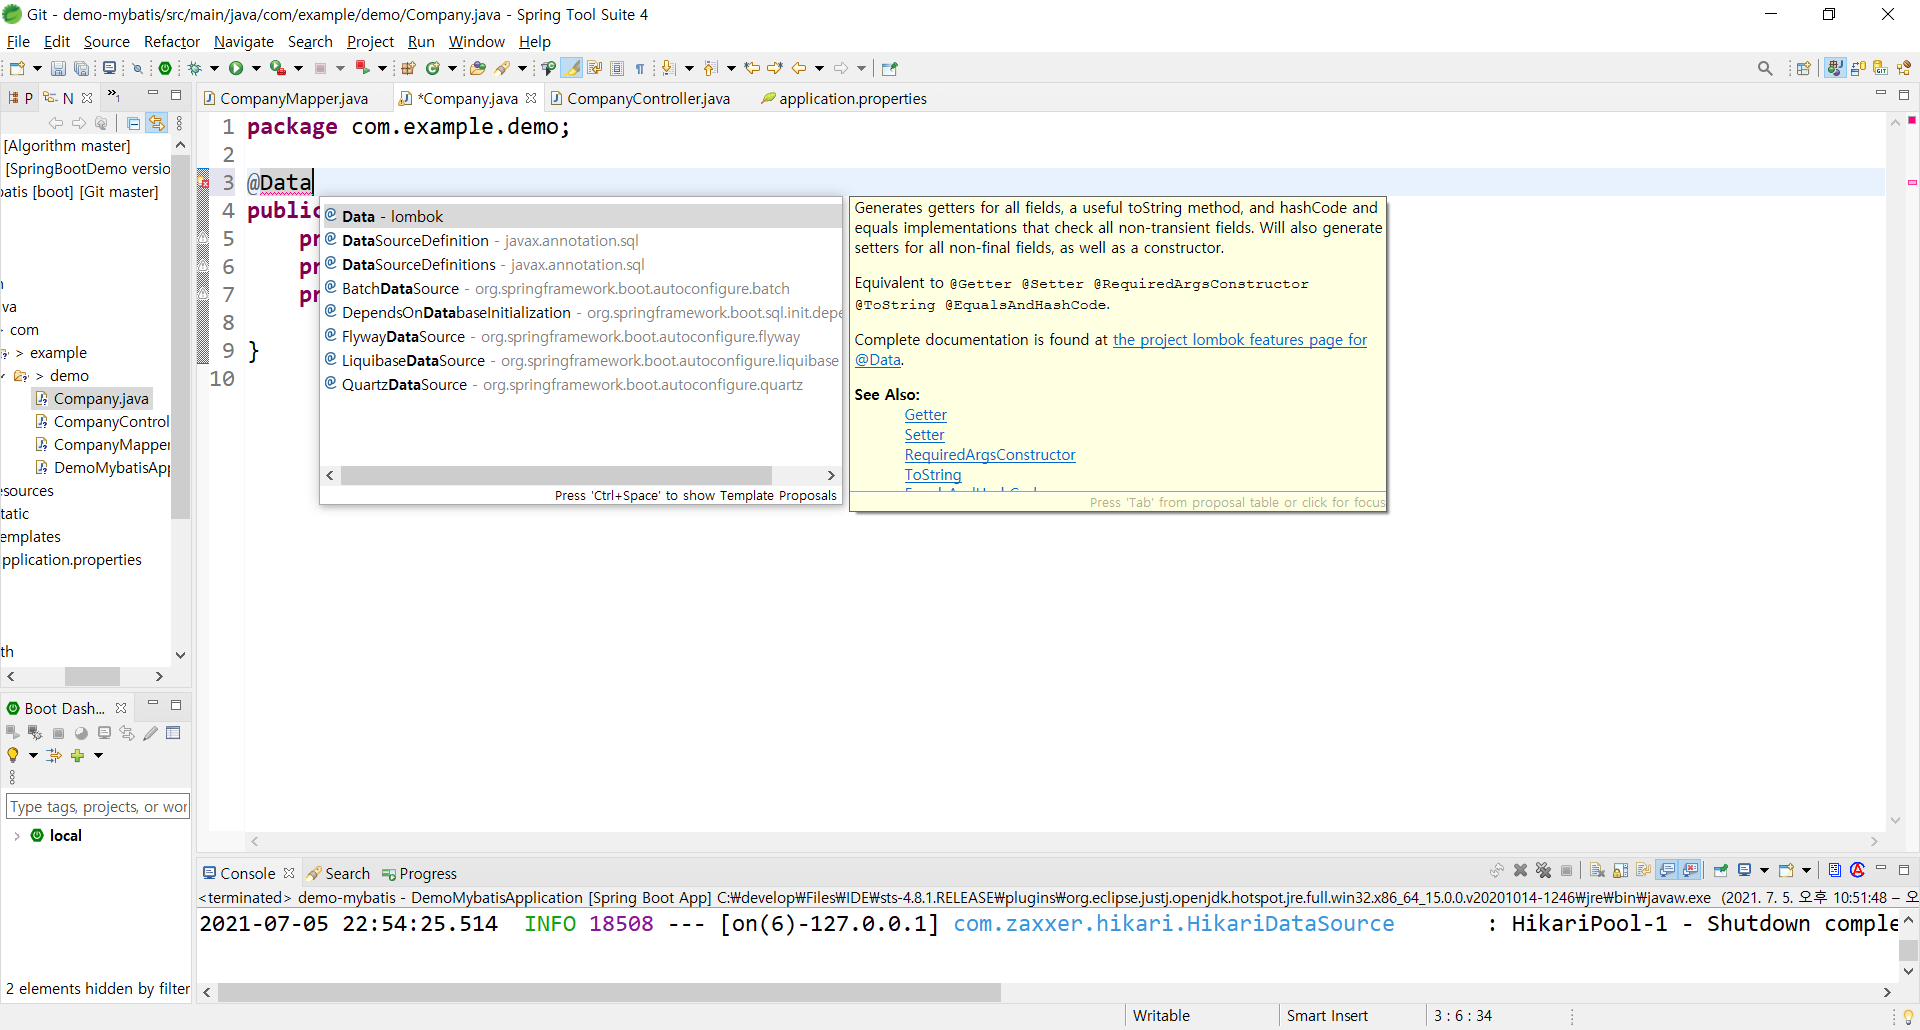 Git - demo-mybatis/src/main/java/com/example/demo/Company.java - Spring Tool Suite 4
File Edit Source Refactor Navigate Search Project Run Window Help
P N »1
CompanyMapper.java *Company.java CompanyController.java application.properties
[Algorithm master]
[SpringBootDemo versio
batis [boot] [Git master]
va
com
> example
> demo
Company.java
CompanyControl
CompanyMapper
DemoMybatisApp
esources
tatic
emplates
pplication.properties
th
1 package com.example.demo;
2
3 @Data
4 public
5 pr
6 pr
7 pr
8
9 }
10
Data - lombok
DataSourceDefinition - javax.annotation.sql
DataSourceDefinitions - javax.annotation.sql
BatchDataSource - org.springframework.boot.autoconfigure.batch
DependsOnDatabaseInitialization - org.springframework.boot.sql.init.depe
FlywayDataSource - org.springframework.boot.autoconfigure.flyway
LiquibaseDataSource - org.springframework.boot.autoconfigure.liquibase
QuartzDataSource - org.springframework.boot.autoconfigure.quartz
Press 'Ctrl+Space' to show Template Proposals
Generates getters for all fields, a useful toString method, and hashCode and
equals implementations that check all non-transient fields. Will also generate
setters for all non-final fields, as well as a constructor.
Equivalent to @Getter @Setter @RequiredArgsConstructor
@ToString @EqualsAndHashCode.
Complete documentation is found at the project lombok features page for
@Data.
See Also:
Getter
Setter
RequiredArgsConstructor
ToString
Press 'Tab' from proposal table or click for focus
Boot Dash...
Type tags, projects, or wor
local
2 elements hidden by filter
Console Search Progress
<terminated> demo-mybatis - DemoMybatisApplication [Spring Boot App] C:₩develop₩Files₩IDE₩sts-4.8.1.RELEASE₩plugins₩org.eclipse.justj.openjdk.hotspot.jre.full.win32.x86_64_15.0.0.v20201014-1246₩jre₩bin₩javaw.exe (2021. 7. 5. 오후 10:51:48 – 오
2021-07-05 22:54:25.514 INFO 18508 --- [on(6)-127.0.0.1] com.zaxxer.hikari.HikariDataSource : HikariPool-1 - Shutdown comple
Writable Smart Insert 3 : 6 : 34